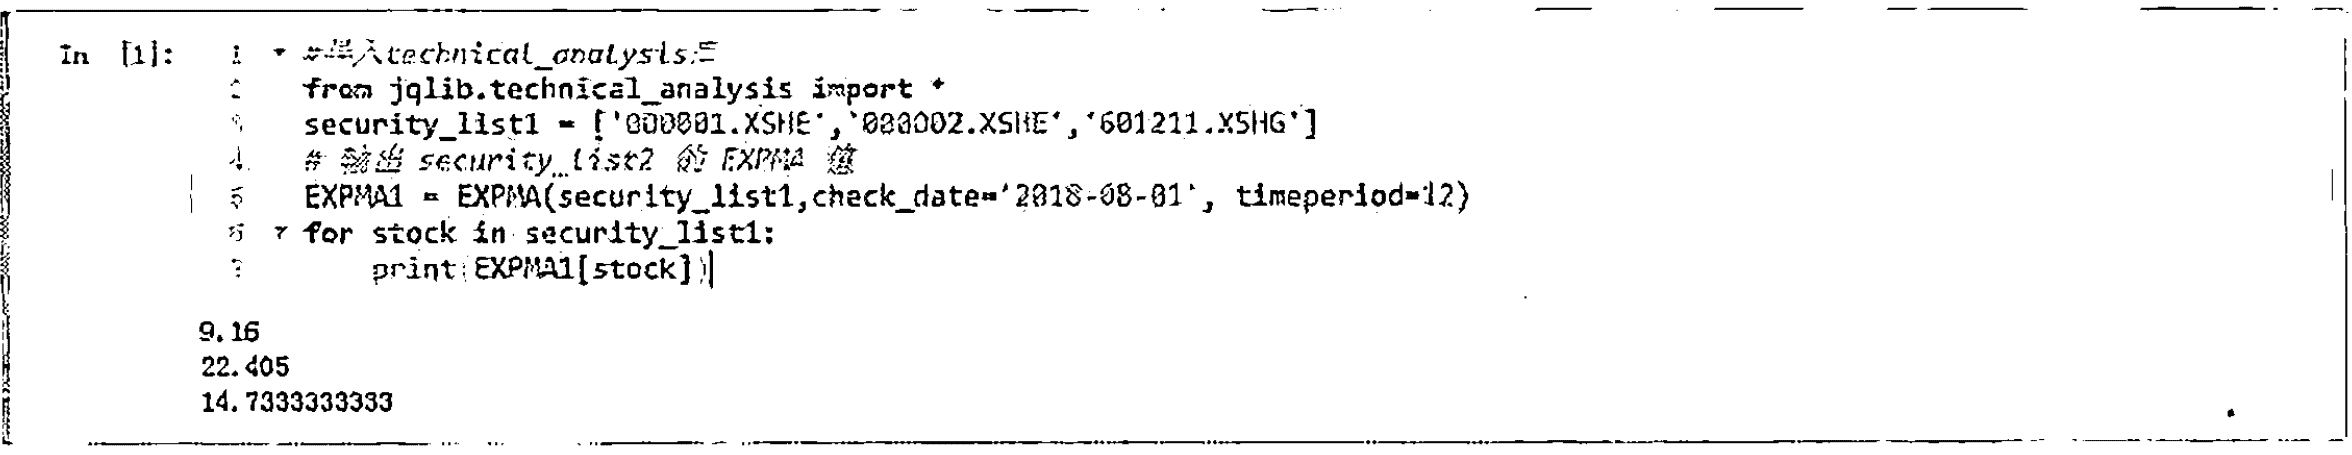 In [1]: 1 #导入technical_analysis库
2 from jqlib.technical_analysis import *
3 security_list1 = ['000001.XSHE','000002.XSHE','601211.XSHG']
4 # 输出 security_list2 的 EXPMA 值
5 EXPMA1 = EXPMA(security_list1,check_date='2018-08-01', timeperiod=12)
6 for stock in security_list1:
7 print(EXPMA1[stock])
9.16
22.405
14.7333333333